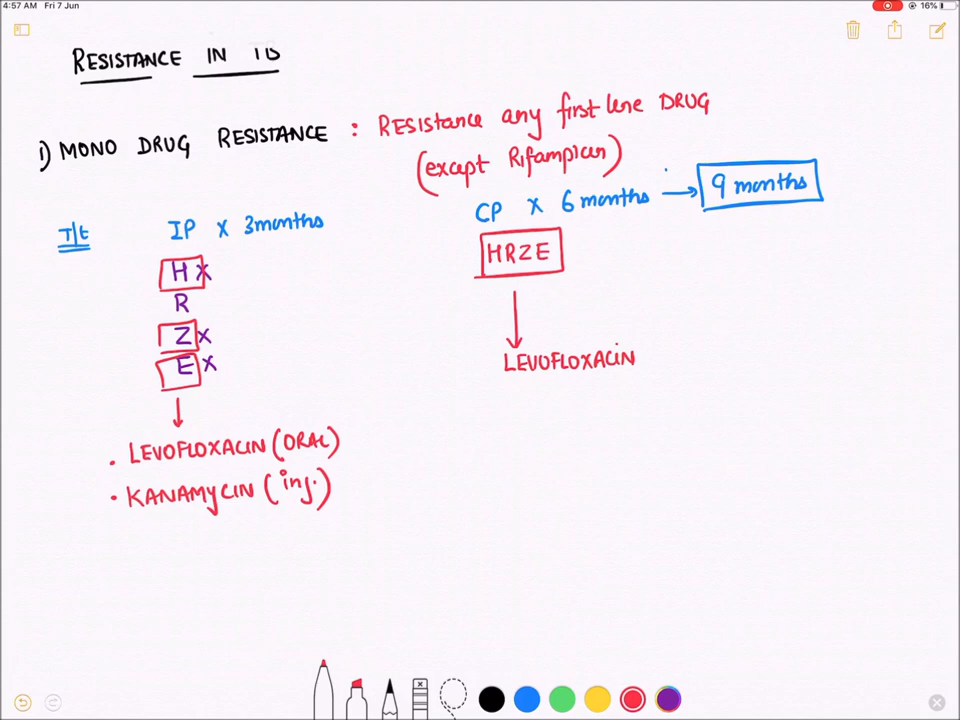 4:57 AM Fri 7 Jun
16%
RESISTANCE IN TB
1) MONO DRUG RESISTANCE : RESistance any first line DRUG
(except Rifampicin)
T/t IP X 3months CP X 6 months → 9 months
H X HRZE
R
Z X
E X LEVOFLOXACIN
• LEVOFLOXACIN (ORAL)
• KANAMYCIN (inj.)